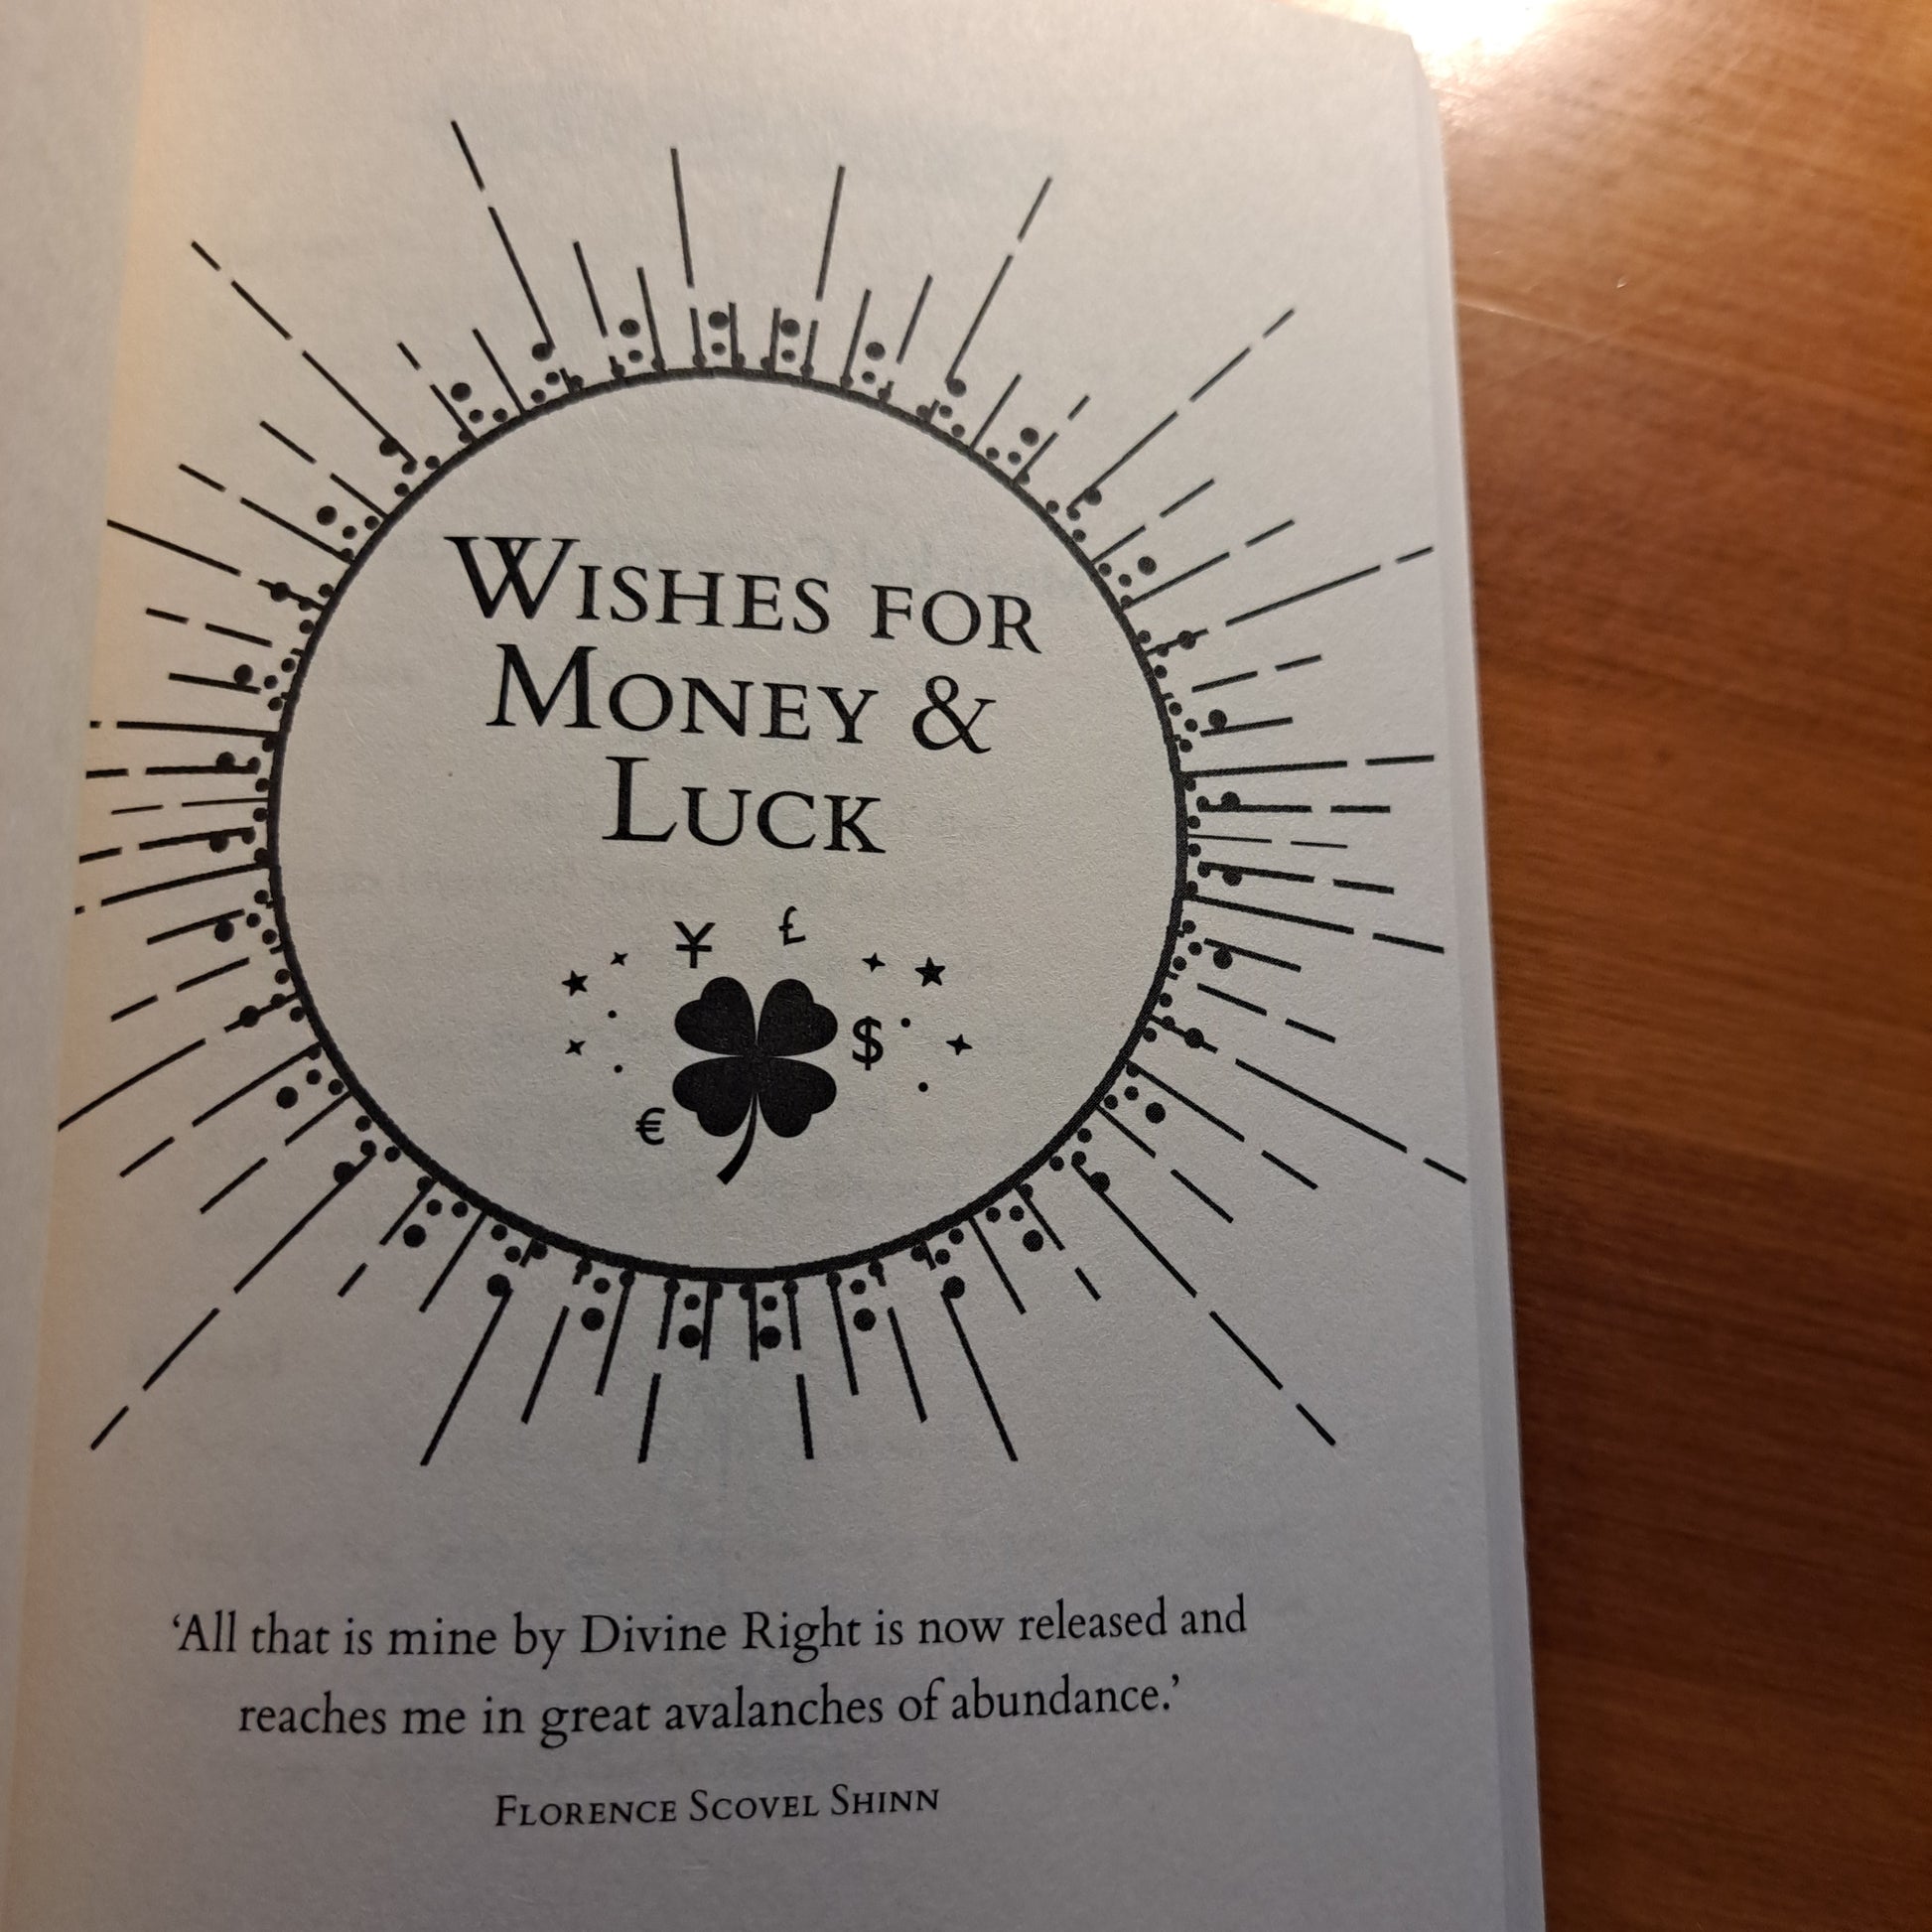 Wishes for
Money &
Luck
¥ £
$
€
‘All that is mine by Divine Right is now released and
reaches me in great avalanches of abundance.’
Florence Scovel Shinn